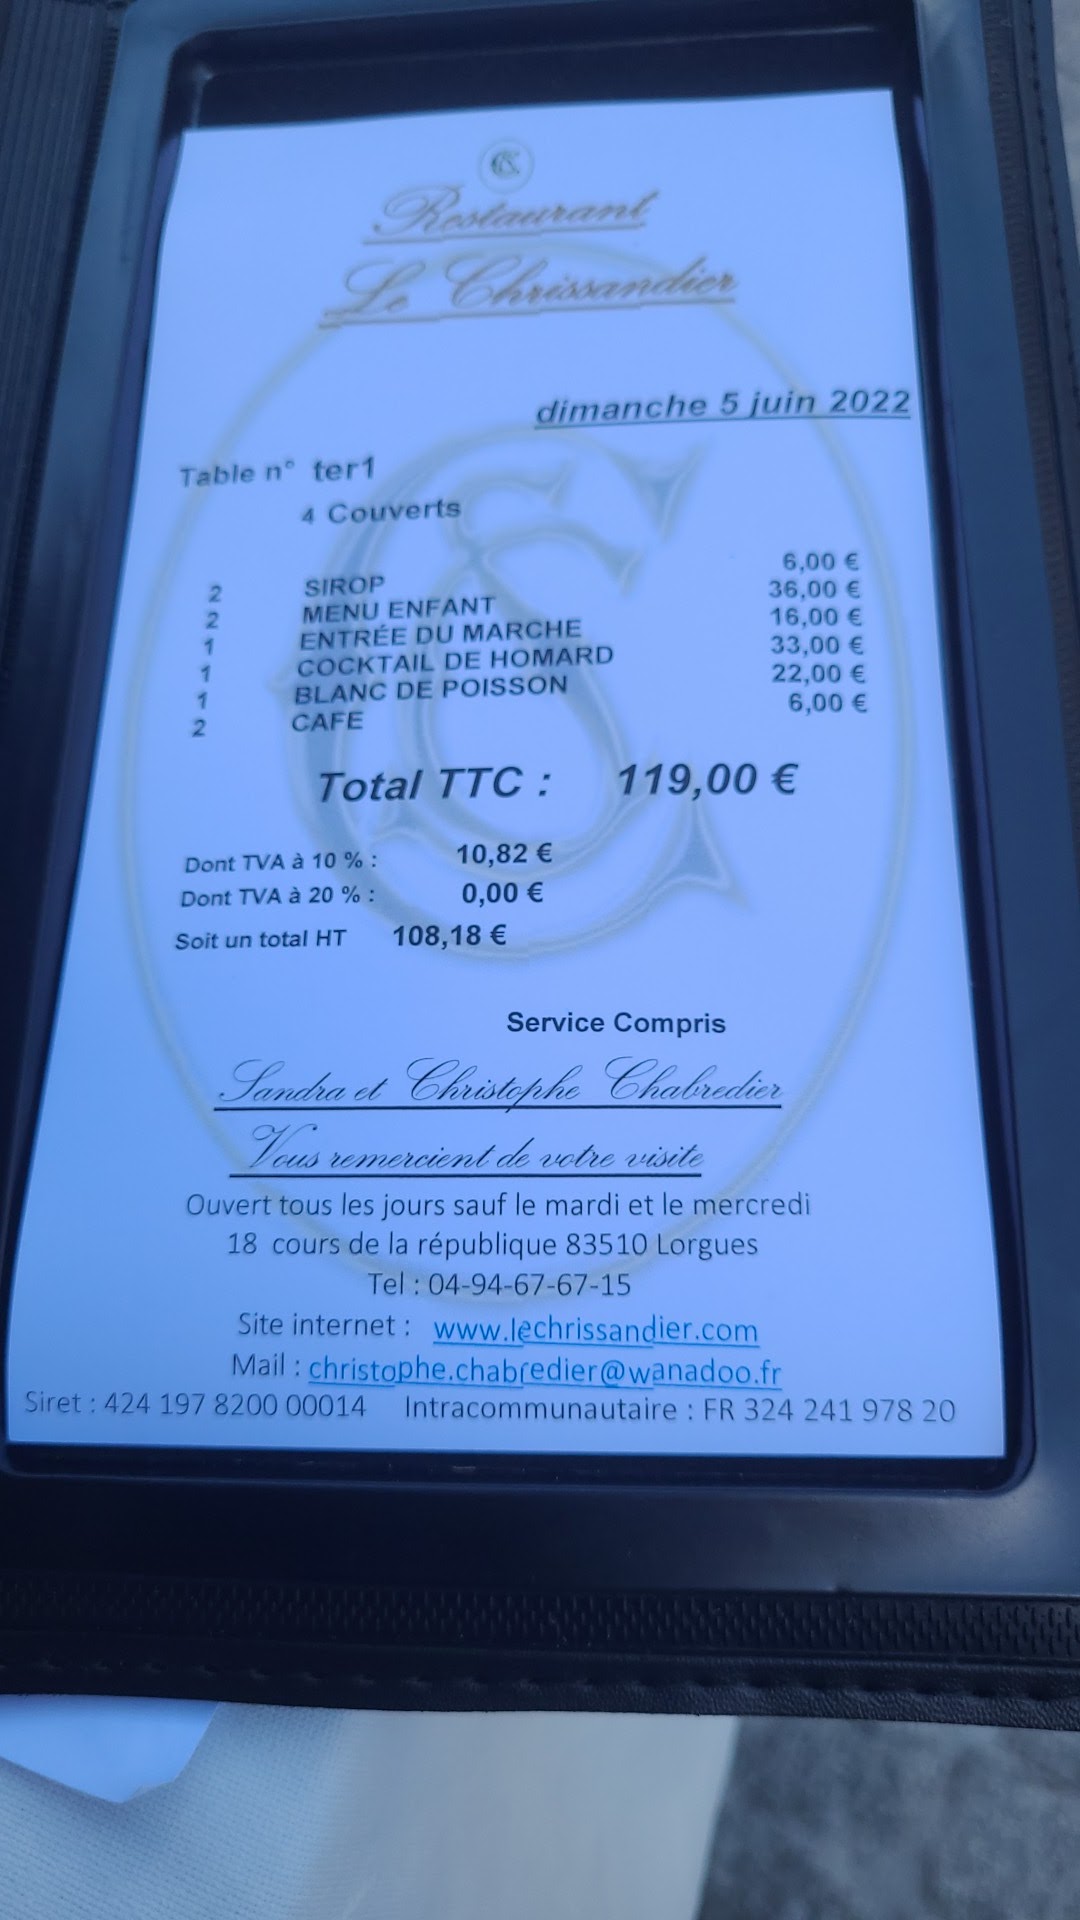 Restaurant
Le Chrissandier
dimanche 5 juin 2022
Table n° ter1
4 Couverts
2 SIROP 6,00 €
2 MENU ENFANT 36,00 €
1 ENTRÉE DU MARCHE 16,00 €
1 COCKTAIL DE HOMARD 33,00 €
1 BLANC DE POISSON 22,00 €
2 CAFE 6,00 €
Total TTC : 119,00 €
Dont TVA à 10 % : 10,82 €
Dont TVA à 20 % : 0,00 €
Soit un total HT 108,18 €
Service Compris
Sandra et Christophe Chabredier
Vous remercient de votre visite
Ouvert tous les jours sauf le mardi et le mercredi
18 cours de la république 83510 Lorgues
Tel : 04-94-67-67-15
Site internet : www.lechrissandier.com
Mail : christophe.chabredier@wanadoo.fr
Siret : 424 197 8200 00014 Intracommunautaire : FR 324 241 978 20